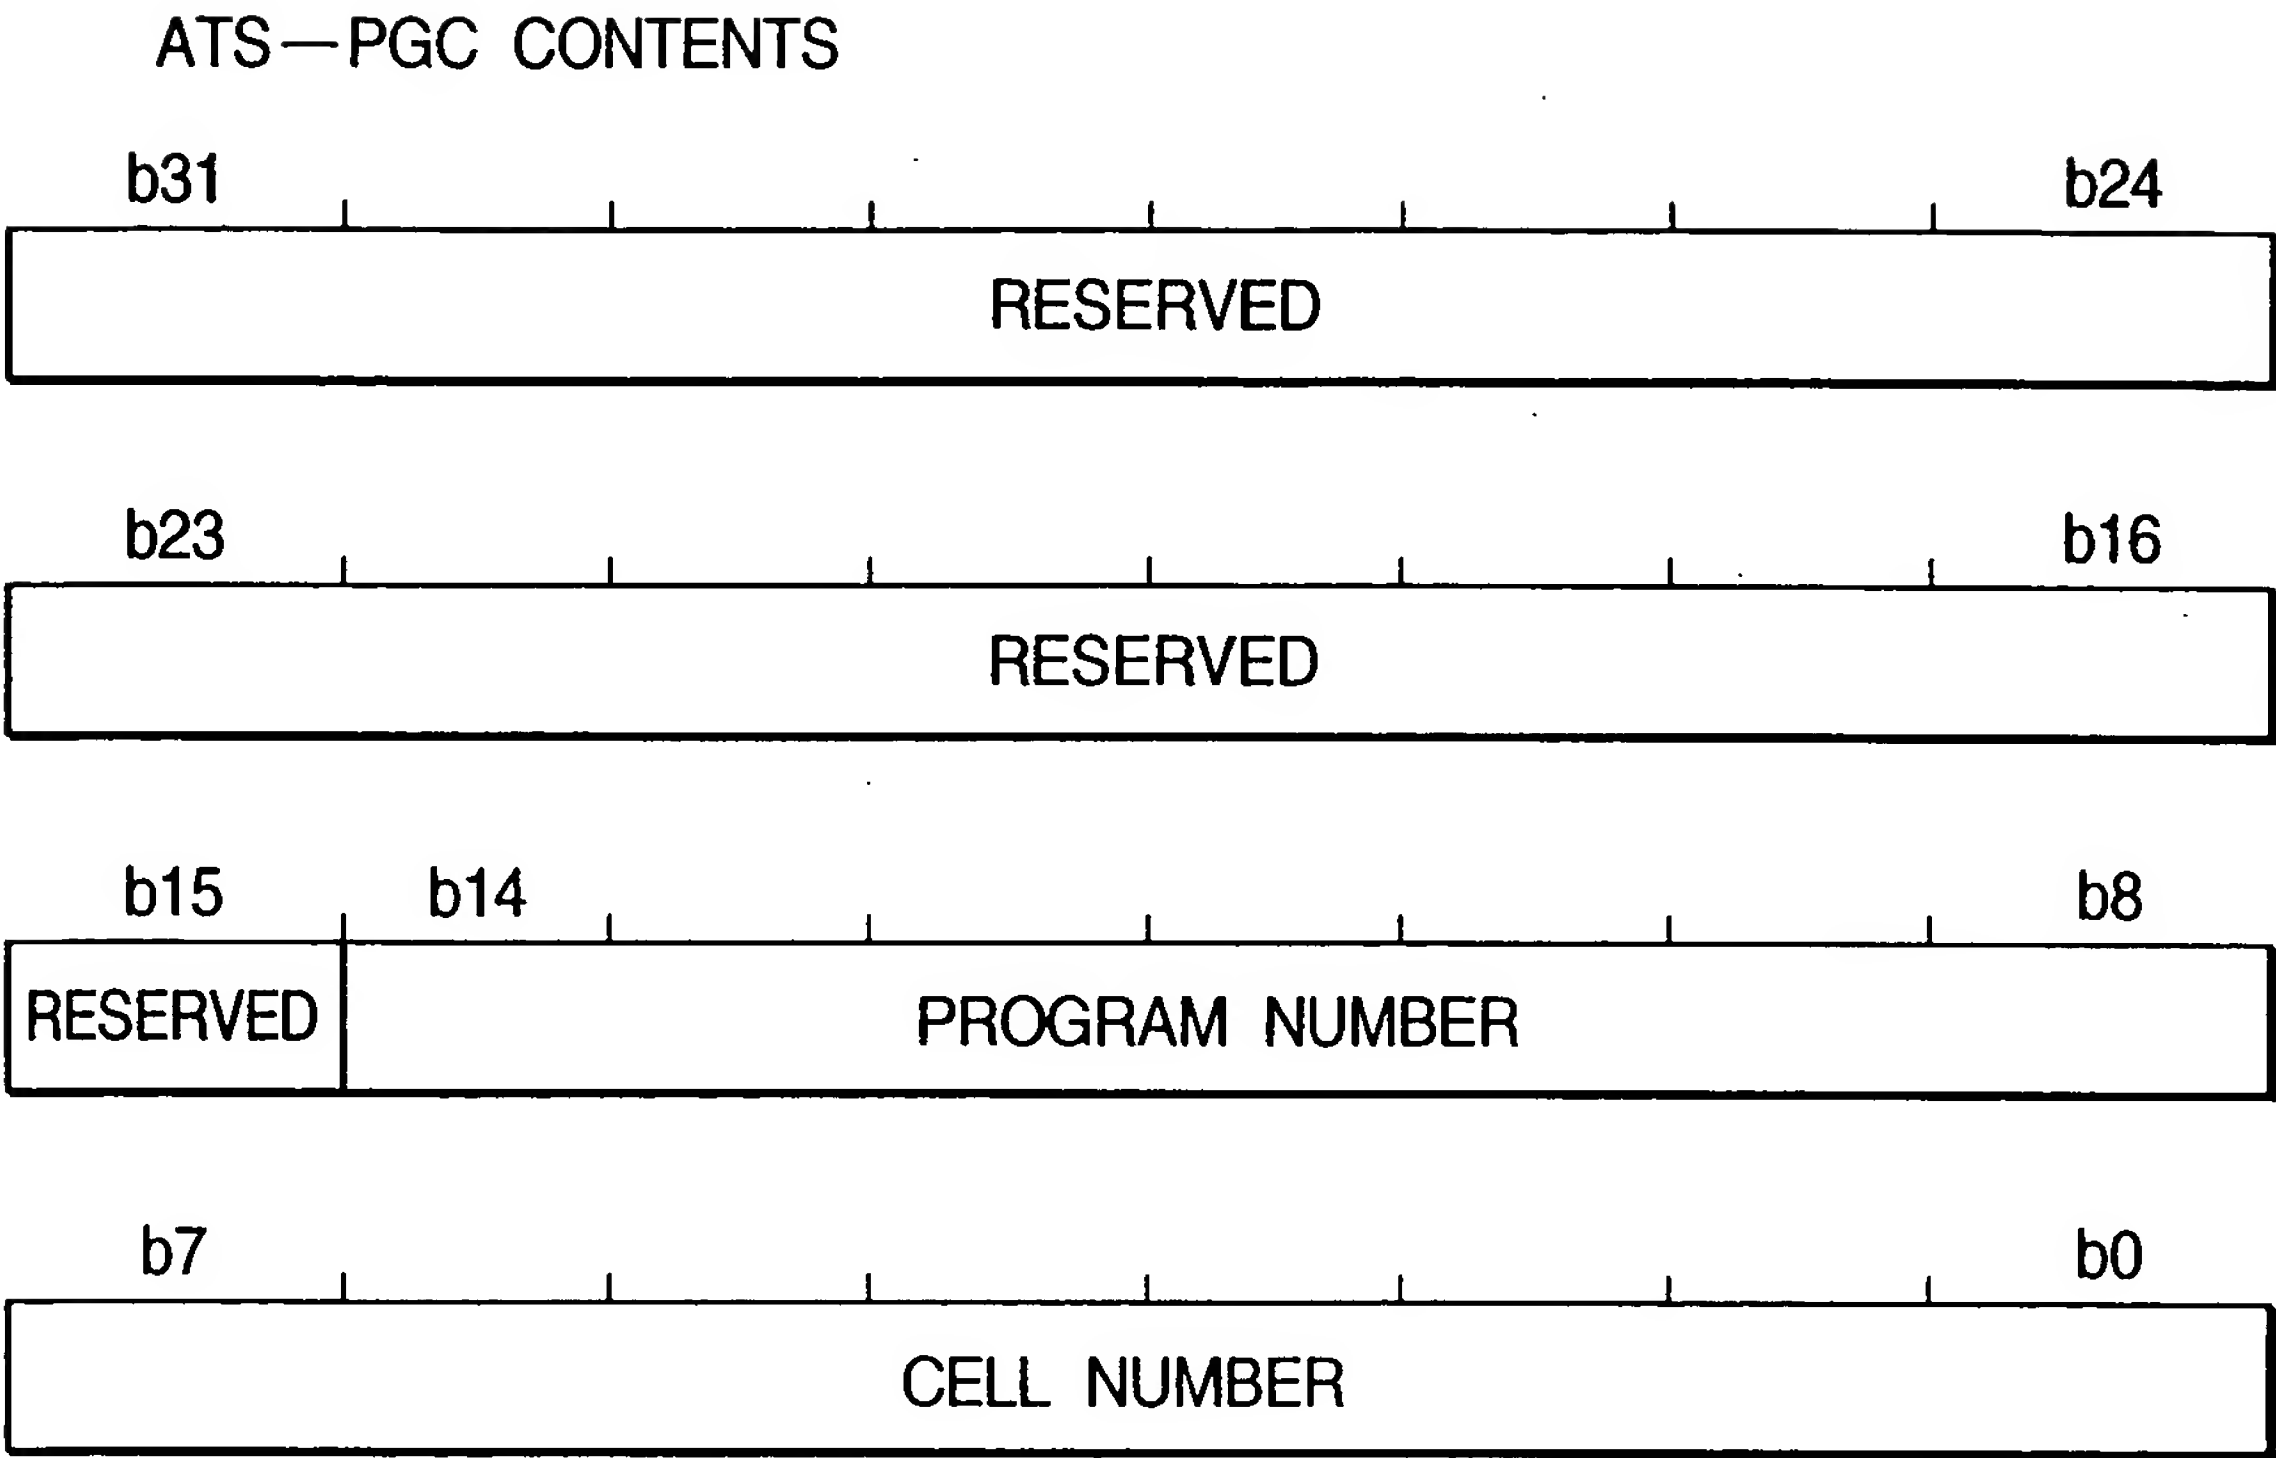 ATS—PGC CONTENTS
b31 b24
RESERVED
b23 b16
RESERVED
b15 b14 b8
RESERVED PROGRAM NUMBER
b7 b0
CELL NUMBER